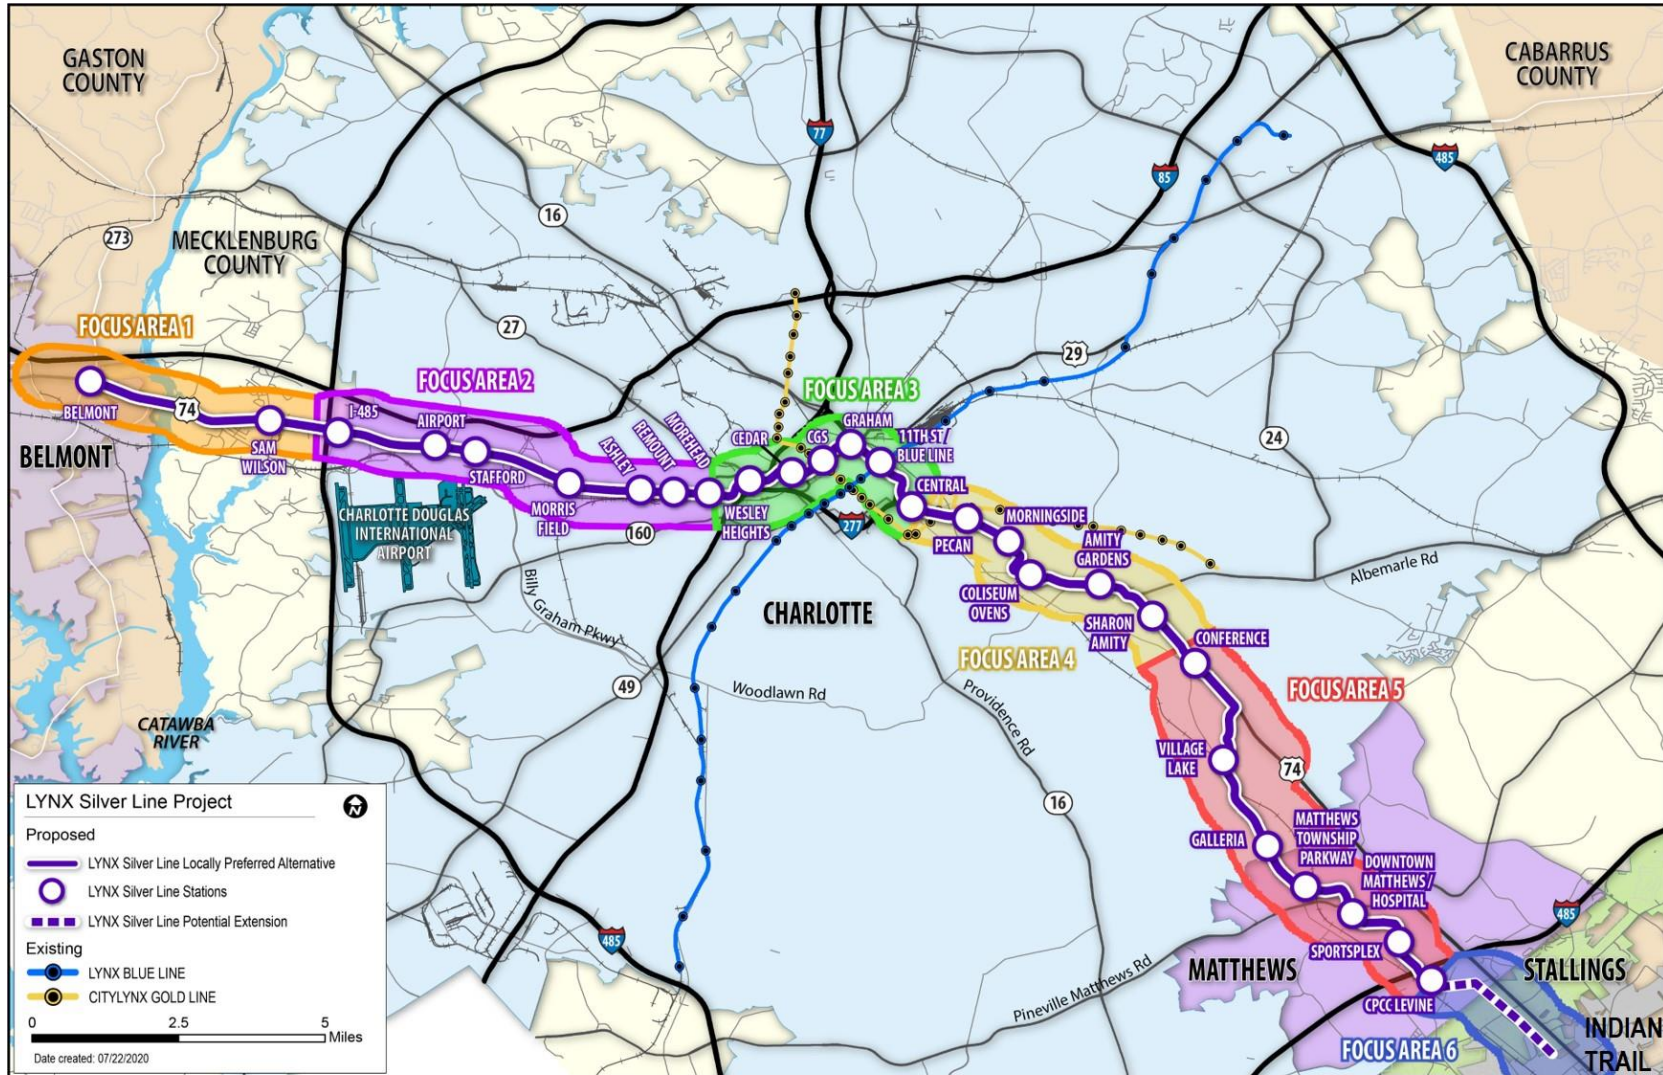 GASTON
COUNTY
CABARRUS
COUNTY
77
485
85
16
273
MECKLENBURG
COUNTY
27
29
FOCUS AREA 1
FOCUS AREA 2
FOCUS AREA 3
BELMONT
74
SAM
WILSON
I-485
AIRPORT
STAFFORD
MORRIS
FIELD
ASHLEY
REMOUNT
MOREHEAD
CEDAR
CGS
GRAHAM
11TH ST/
BLUE LINE
WESLEY
HEIGHTS
CENTRAL
24
BELMONT
CHARLOTTE DOUGLAS
INTERNATIONAL
AIRPORT
160
277
PECAN
MORNINGSIDE
AMITY
GARDENS
COLISEUM
OVENS
SHARON
AMITY
Albemarle Rd
Billy Graham Pkwy
CHARLOTTE
CONFERENCE
FOCUS AREA 4
FOCUS AREA 5
49
Woodlawn Rd
Providence Rd
CATAWBA
RIVER
VILLAGE
LAKE
74
16
GALLERIA
MATTHEWS
TOWNSHIP
PARKWAY
DOWNTOWN
MATTHEWS /
HOSPITAL
485
485
SPORTSPLEX
MATTHEWS
STALLINGS
Pineville Matthews Rd
CPCC LEVINE
INDIAN
TRAIL
FOCUS AREA 6
LYNX Silver Line Project
N
Proposed
LYNX Silver Line Locally Preferred Alternative
LYNX Silver Line Stations
LYNX Silver Line Potential Extension
Existing
LYNX BLUE LINE
CITYLYNX GOLD LINE
0 2.5 5
Miles
Date created: 07/22/2020